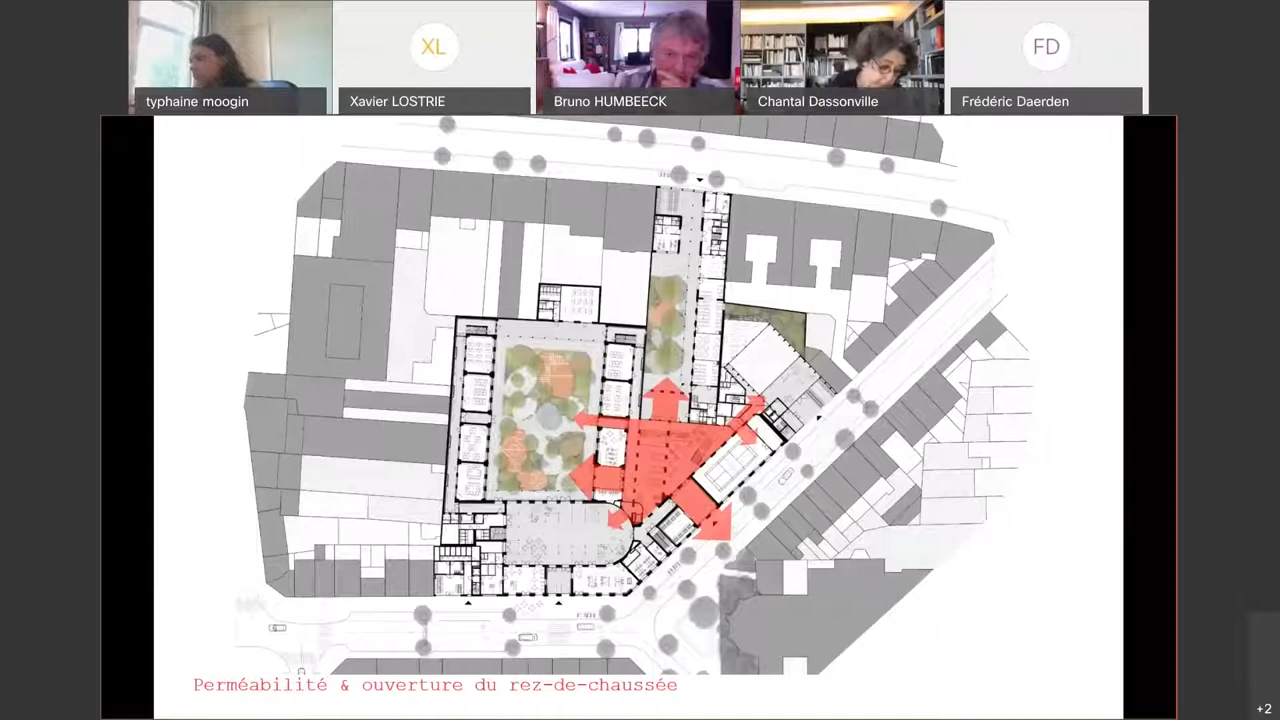 XL
FD
typhaine moogin
Xavier LOSTRIE
Bruno HUMBEECK
Chantal Dassonville
Frédéric Daerden
Perméabilité & ouverture du rez-de-chaussée
+2